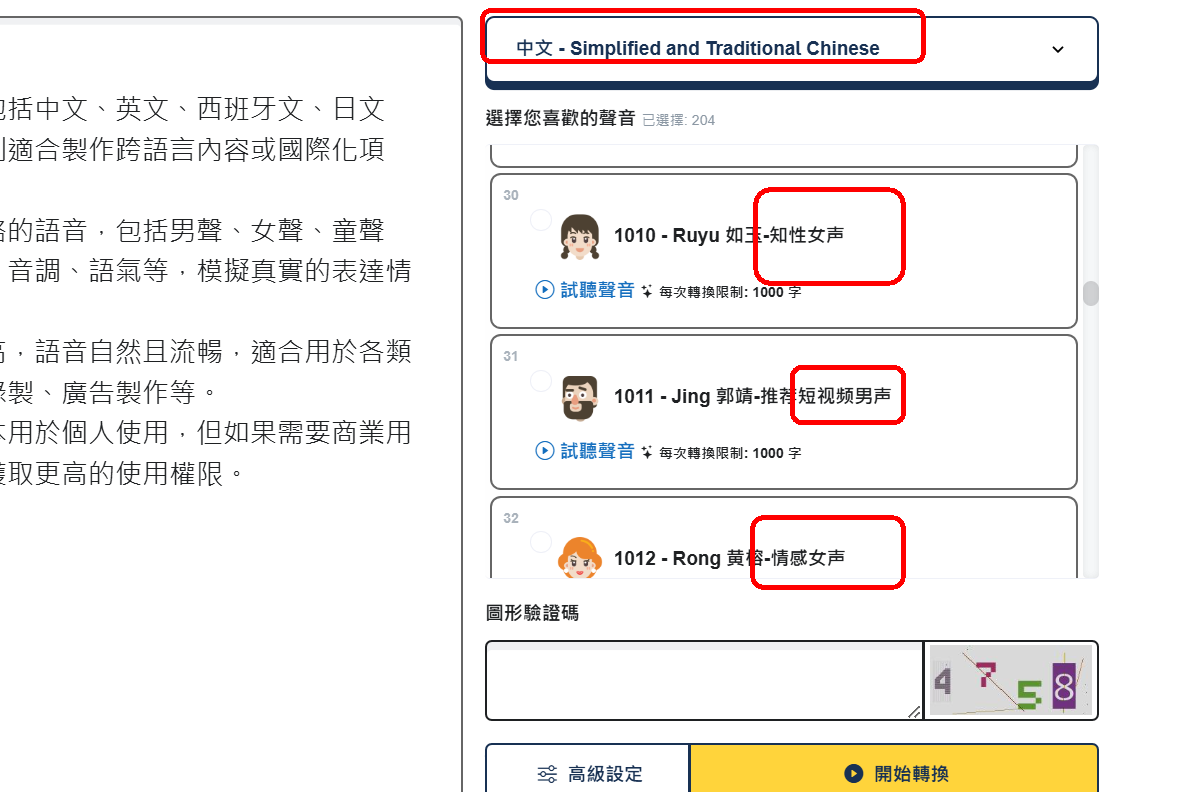 包括中文、英文、西班牙文、日文
適合製作跨語言內容或國際化項
的語音，包括男聲、女聲、童聲
音調、語氣等，模擬真實的表達情
，語音自然且流暢，適合用於各類
製、廣告製作等。
用於個人使用，但如果需要商業用
取更高的使用權限。
中文 - Simplified and Traditional Chinese
選擇您喜歡的聲音 已選擇: 204
30
1010 - Ruyu 如玉-知性女声
試聽聲音 每次轉換限制: 1000 字
31
1011 - Jing 郭靖-推荐短视频男声
試聽聲音 每次轉換限制: 1000 字
32
1012 - Rong 黄榕-情感女声
圖形驗證碼
4 7 5 8
高級設定
開始轉換